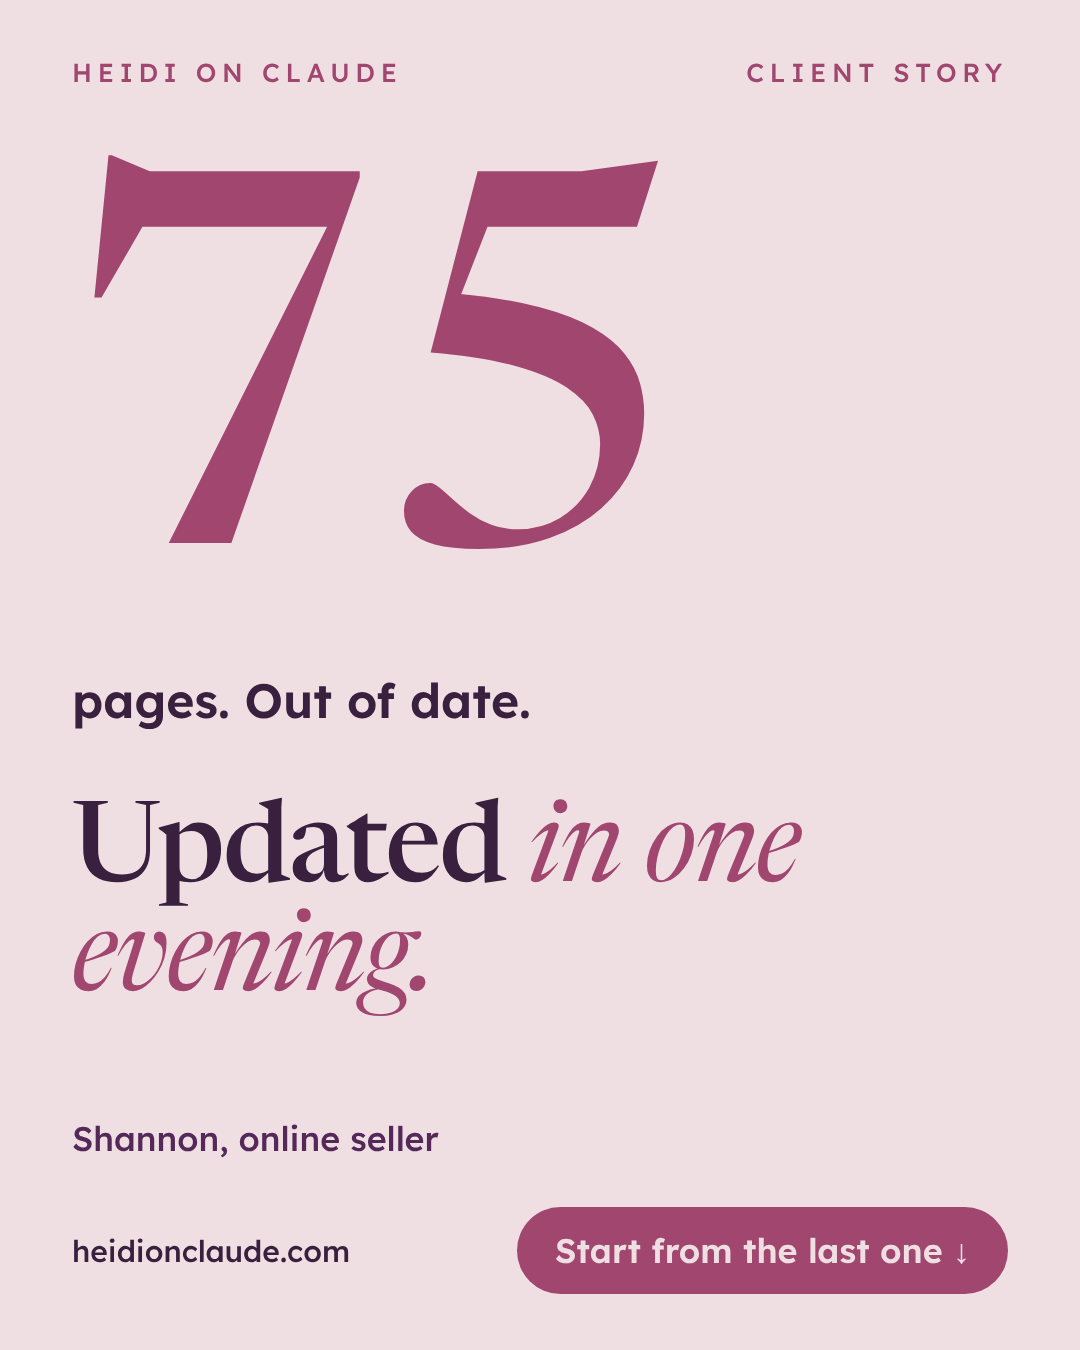 HEIDI ON CLAUDE
CLIENT STORY
75
pages. Out of date.
Updated in one
evening.
Shannon, online seller
heidionclaude.com
Start from the last one ↓